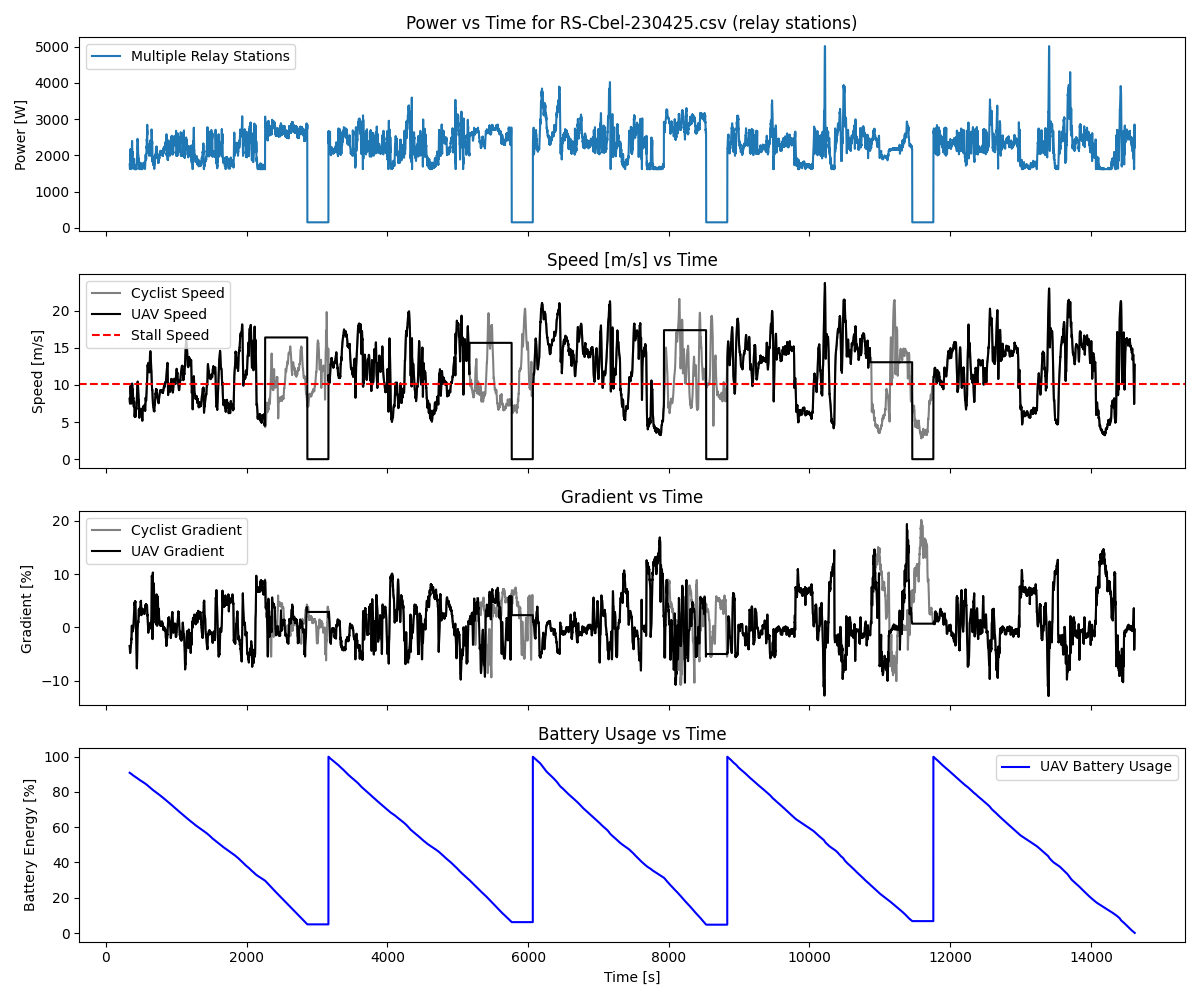 Power vs Time for RS-Cbel-230425.csv (relay stations)
Multiple Relay Stations
Power [W]
5000
4000
3000
2000
1000
0
Speed [m/s] vs Time
Cyclist Speed
UAV Speed
Stall Speed
Speed [m/s]
20
15
10
5
0
Gradient vs Time
Cyclist Gradient
UAV Gradient
Gradient [%]
20
10
0
−10
Battery Usage vs Time
UAV Battery Usage
Battery Energy [%]
100
80
60
40
20
0
0 2000 4000 6000 8000 10000 12000 14000
Time [s]